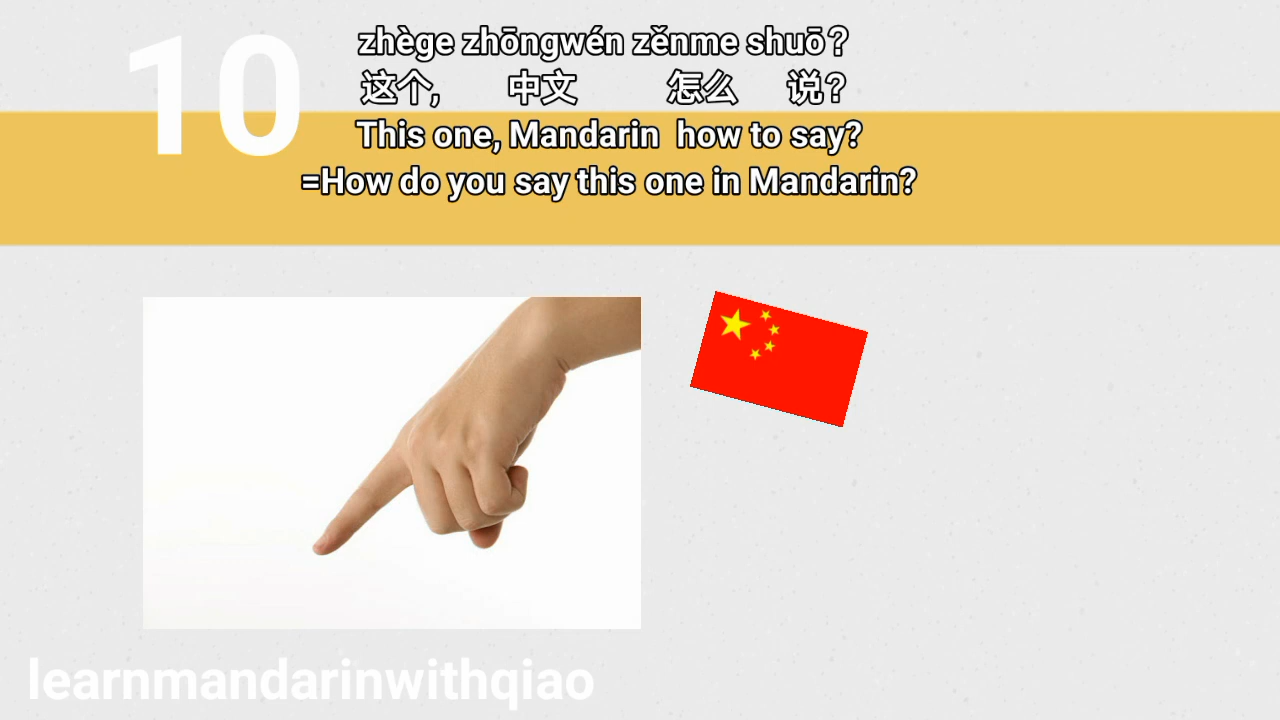 10
zhège zhōngwén zěnme shuō?
这个, 中文 怎么 说?
This one, Mandarin how to say?
=How do you say this one in Mandarin?
learnmandarinwithqiao